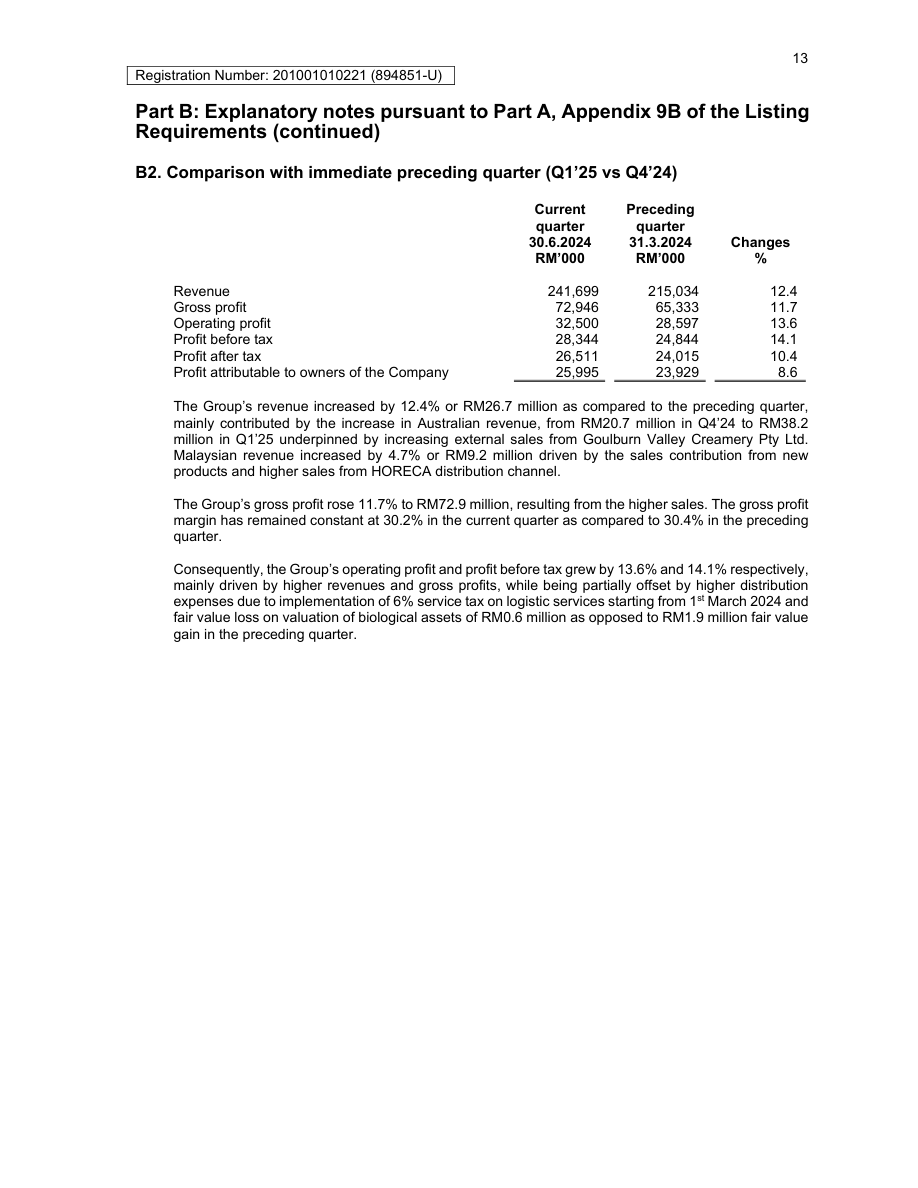 13
Registration Number: 201001010221 (894851-U)
Part B: Explanatory notes pursuant to Part A, Appendix 9B of the Listing
Requirements (continued)
B2. Comparison with immediate preceding quarter (Q1’25 vs Q4’24)
Current Preceding
quarter quarter
30.6.2024 31.3.2024 Changes
RM’000 RM’000 %
Revenue 241,699 215,034 12.4
Gross profit 72,946 65,333 11.7
Operating profit 32,500 28,597 13.6
Profit before tax 28,344 24,844 14.1
Profit after tax 26,511 24,015 10.4
Profit attributable to owners of the Company 25,995 23,929 8.6
The Group’s revenue increased by 12.4% or RM26.7 million as compared to the preceding quarter,
mainly contributed by the increase in Australian revenue, from RM20.7 million in Q4’24 to RM38.2
million in Q1’25 underpinned by increasing external sales from Goulburn Valley Creamery Pty Ltd.
Malaysian revenue increased by 4.7% or RM9.2 million driven by the sales contribution from new
products and higher sales from HORECA distribution channel.
The Group’s gross profit rose 11.7% to RM72.9 million, resulting from the higher sales. The gross profit
margin has remained constant at 30.2% in the current quarter as compared to 30.4% in the preceding
quarter.
Consequently, the Group’s operating profit and profit before tax grew by 13.6% and 14.1% respectively,
mainly driven by higher revenues and gross profits, while being partially offset by higher distribution
expenses due to implementation of 6% service tax on logistic services starting from 1st March 2024 and
fair value loss on valuation of biological assets of RM0.6 million as opposed to RM1.9 million fair value
gain in the preceding quarter.